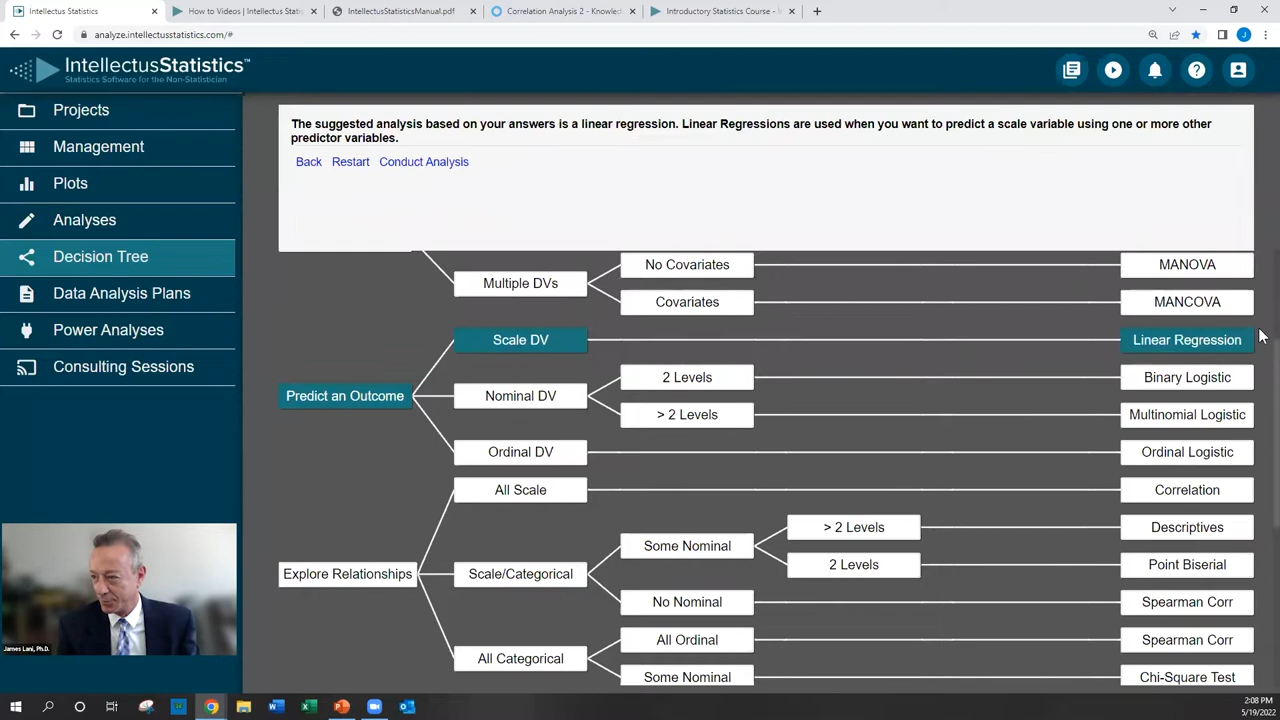 Intellectus Statistics
How to Videos | Intellectus Stati
IntellectusStatisticsManual.pdf
Correlation Analysis 2 - Knowled
Introductory Statistics Course - I
analyze.intellectusstatistics.com/#
J
IntellectusStatistics™
Statistics Software for the Non-Statistician
Projects
Management
Plots
Analyses
Decision Tree
Data Analysis Plans
Power Analyses
Consulting Sessions
The suggested analysis based on your answers is a linear regression. Linear Regressions are used when you want to predict a scale variable using one or more other
predictor variables.
Back Restart Conduct Analysis
No Covariates
MANOVA
Multiple DVs
Covariates
MANCOVA
Scale DV
Linear Regression
2 Levels
Binary Logistic
Predict an Outcome
Nominal DV
> 2 Levels
Multinomial Logistic
Ordinal DV
Ordinal Logistic
All Scale
Correlation
> 2 Levels
Descriptives
Some Nominal
2 Levels
Point Biserial
Explore Relationships
Scale/Categorical
No Nominal
Spearman Corr
All Ordinal
Spearman Corr
All Categorical
Some Nominal
Chi-Square Test
James Lani, Ph.D.
2:08 PM
5/19/2022